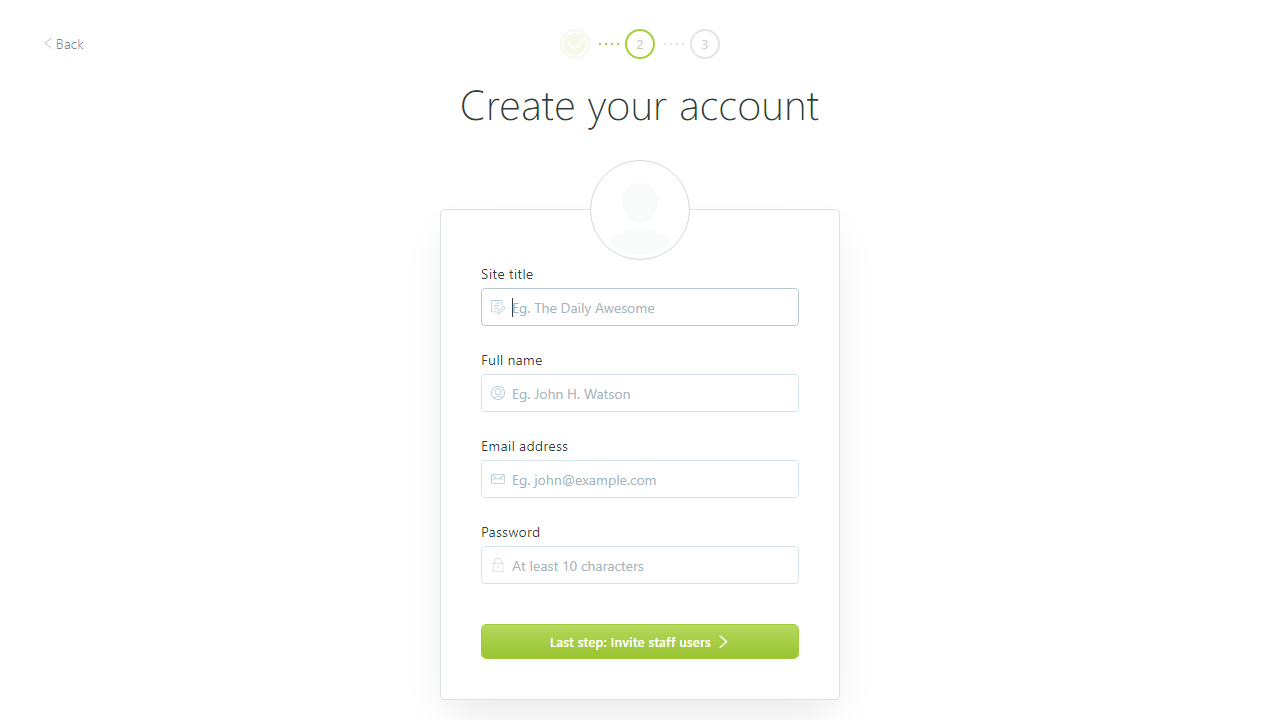 Back
2
3
Create your account
Site title
Eg. The Daily Awesome
Full name
Eg. John H. Watson
Email address
Eg. john@example.com
Password
At least 10 characters
Last step: Invite staff users